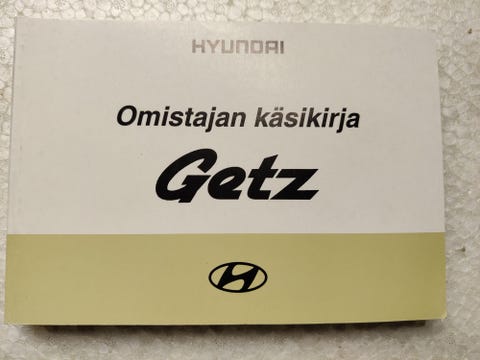 HYUNDAI
Omistajan käsikirja
Getz